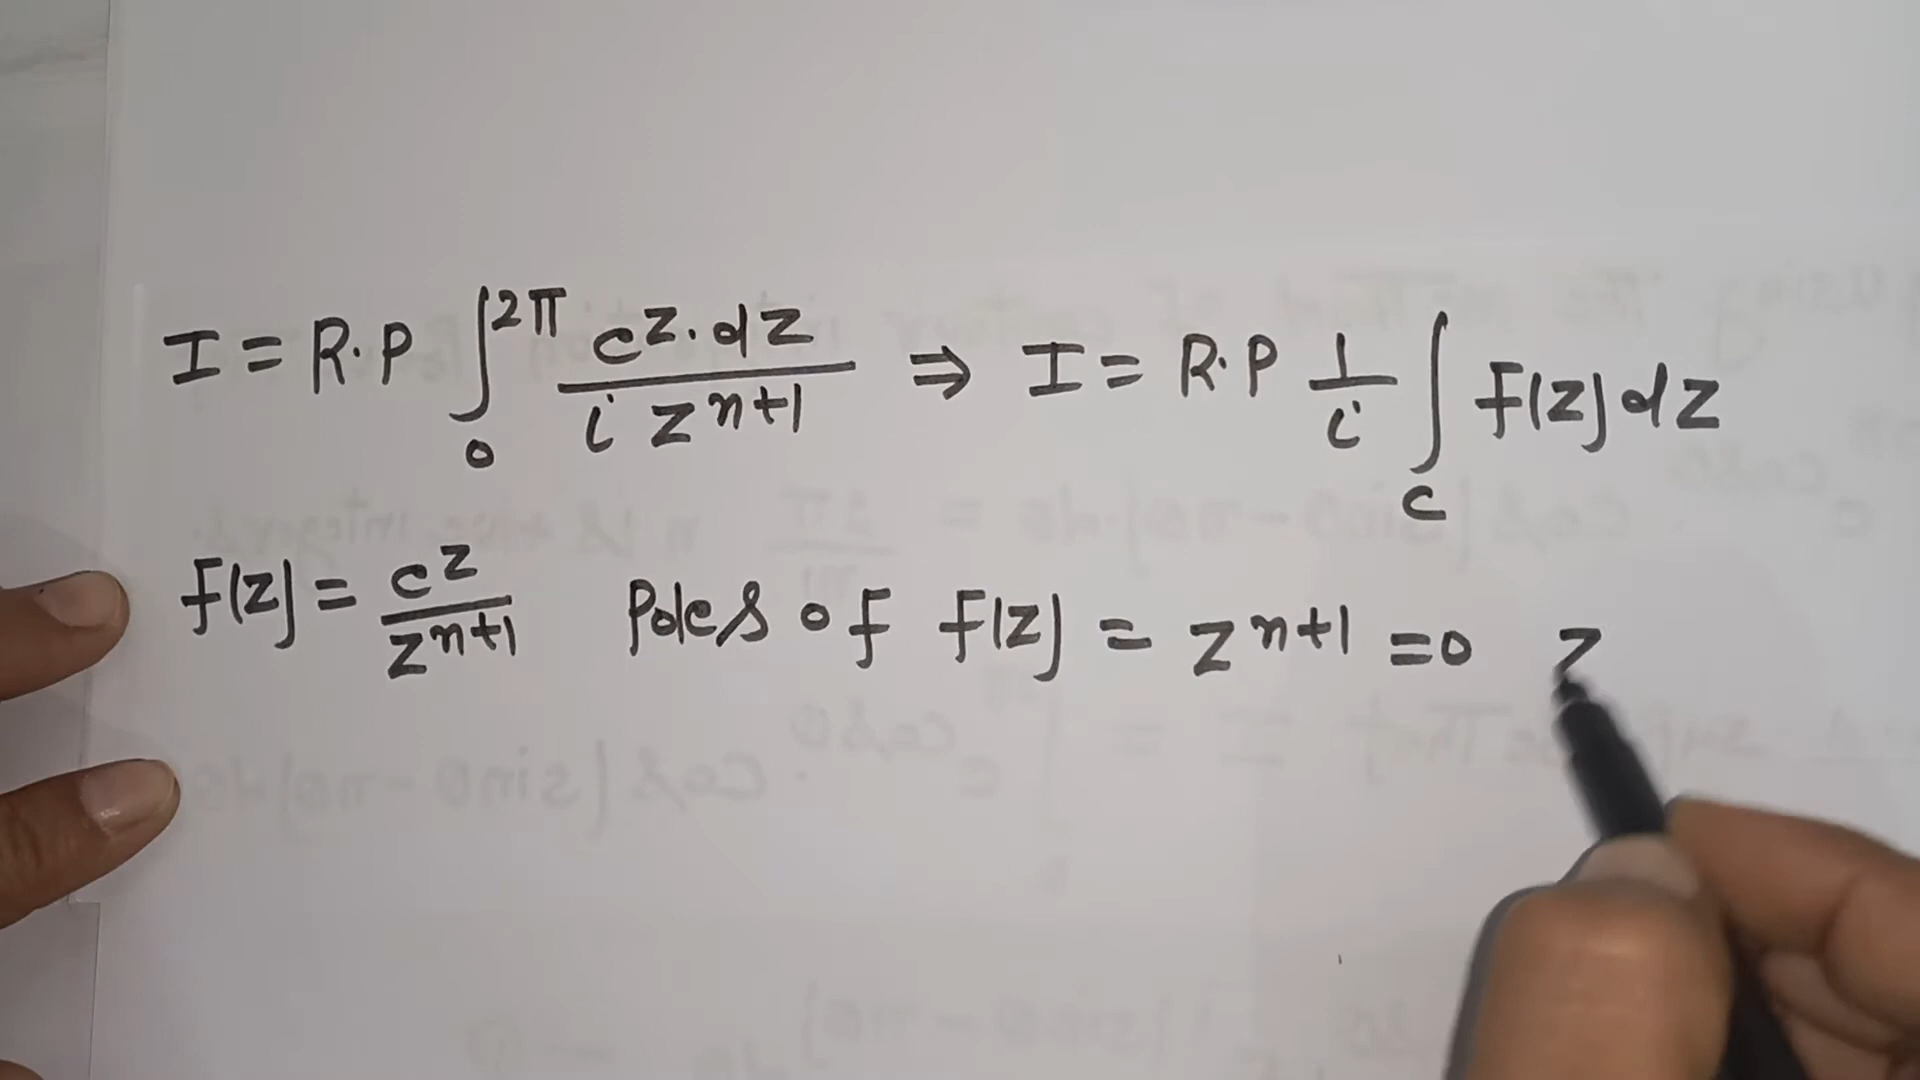 I = R.P ∫₀^2π e^z.dz / i z^n+1 ⇒ I = R.P 1/i ∫_C f(z)dz
f(z) = e^z / z^n+1 Poles of f(z) = z^n+1 = 0 z